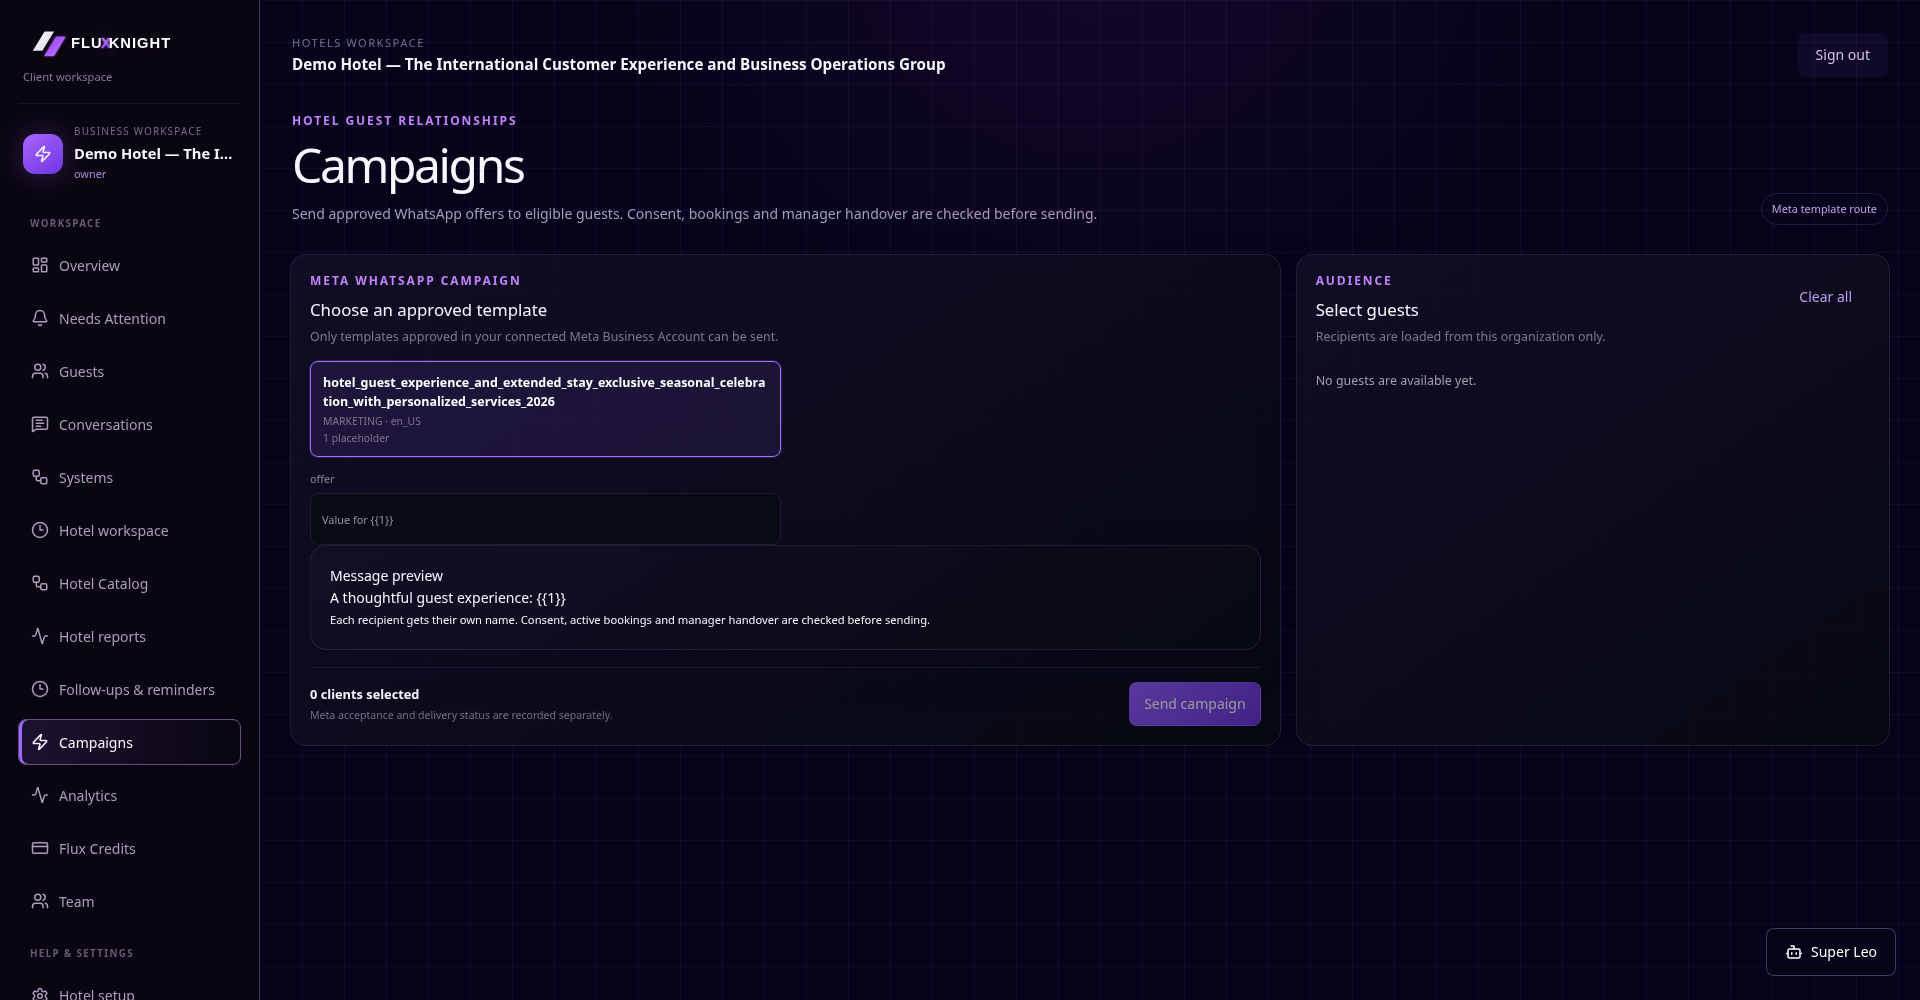 FLUXKNIGHT
Client workspace
BUSINESS WORKSPACE
Demo Hotel — The I...
owner
WORKSPACE
Overview
Needs Attention
Guests
Conversations
Systems
Hotel workspace
Hotel Catalog
Hotel reports
Follow-ups & reminders
Campaigns
Analytics
Flux Credits
Team
HELP & SETTINGS
Hotel setup
HOTELS WORKSPACE
Demo Hotel — The International Customer Experience and Business Operations Group
Sign out
HOTEL GUEST RELATIONSHIPS
Campaigns
Send approved WhatsApp offers to eligible guests. Consent, bookings and manager handover are checked before sending.
Meta template route
META WHATSAPP CAMPAIGN
Choose an approved template
Only templates approved in your connected Meta Business Account can be sent.
hotel_guest_experience_and_extended_stay_exclusive_seasonal_celebra
tion_with_personalized_services_2026
MARKETING · en_US
1 placeholder
offer
Value for {{1}}
Message preview
A thoughtful guest experience: {{1}}
Each recipient gets their own name. Consent, active bookings and manager handover are checked before sending.
0 clients selected
Meta acceptance and delivery status are recorded separately.
Send campaign
AUDIENCE
Select guests
Clear all
Recipients are loaded from this organization only.
No guests are available yet.
Super Leo